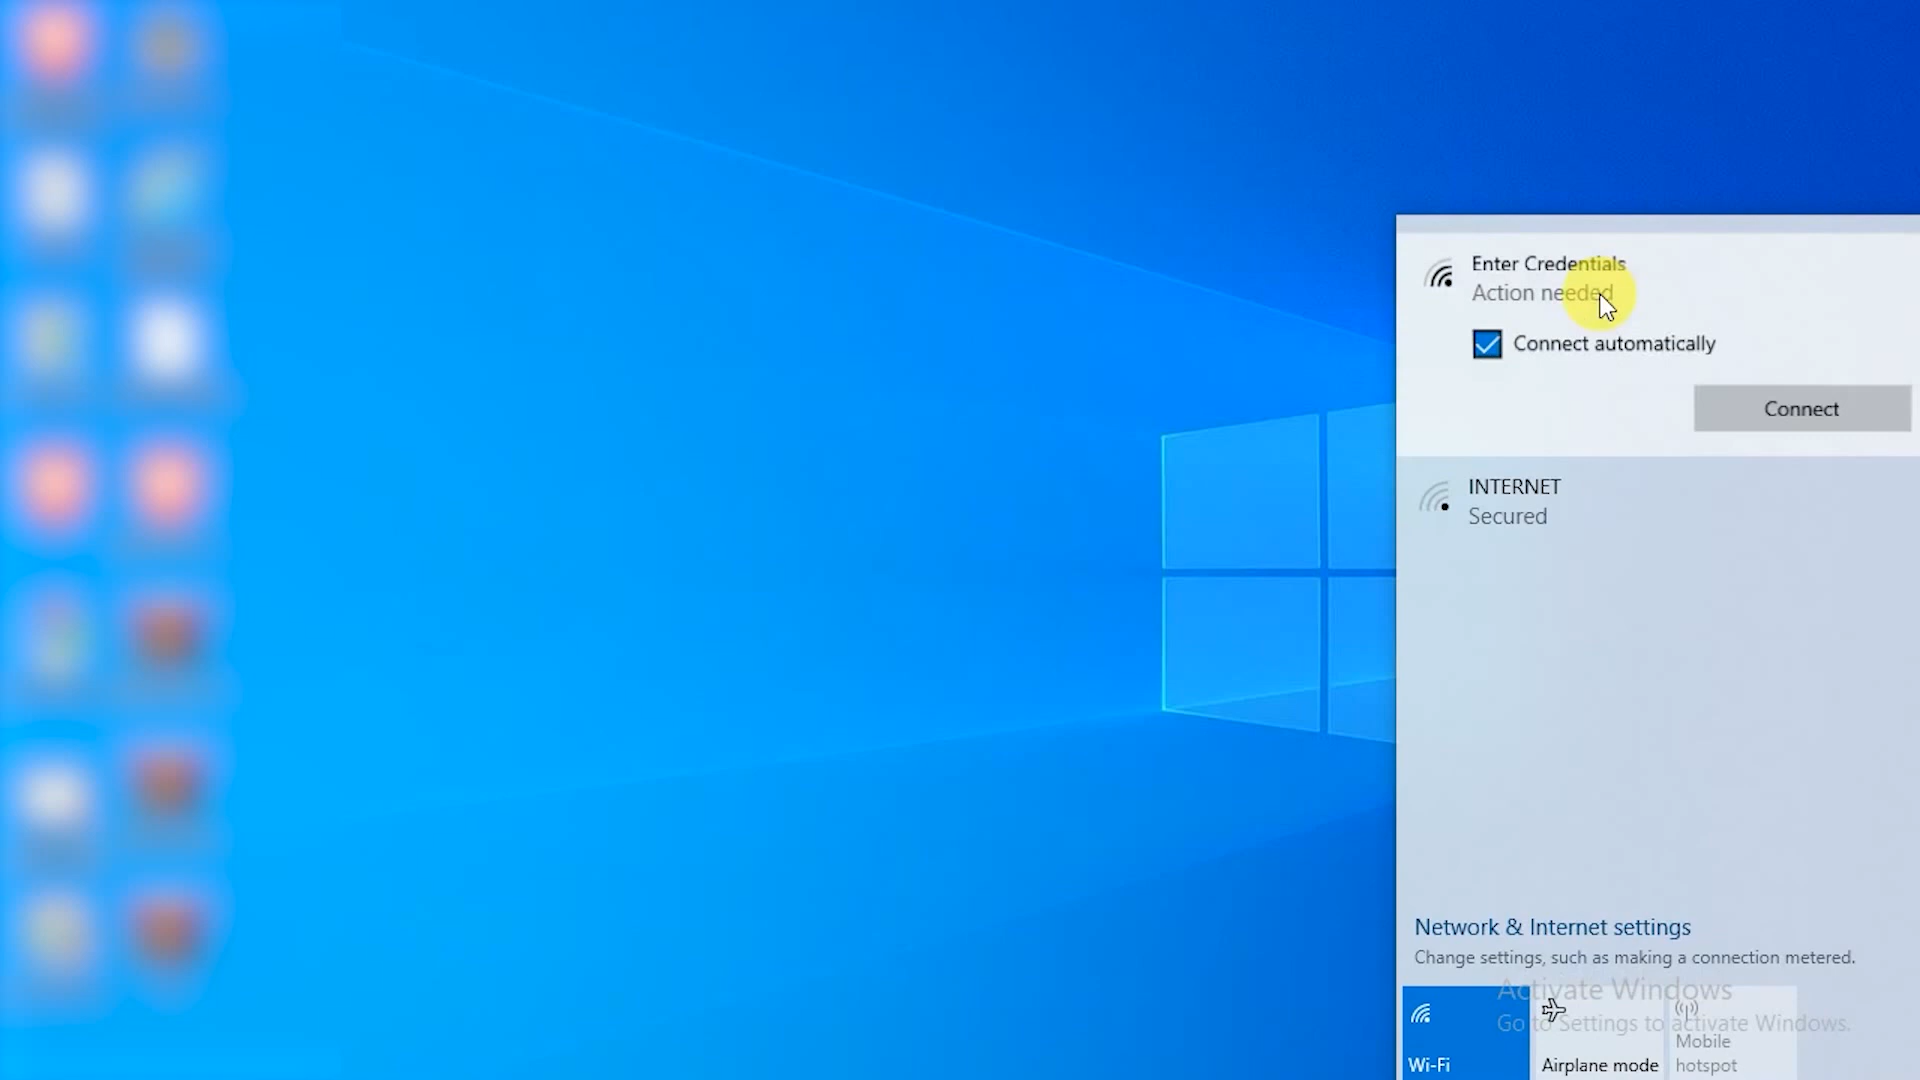 Enter Credentials
Action needed
Connect automatically
Connect
INTERNET
Secured
Network & Internet settings
Change settings, such as making a connection metered.
Activate Windows
Go to Settings to activate Windows.
Wi-Fi
Airplane mode
Mobile
hotspot